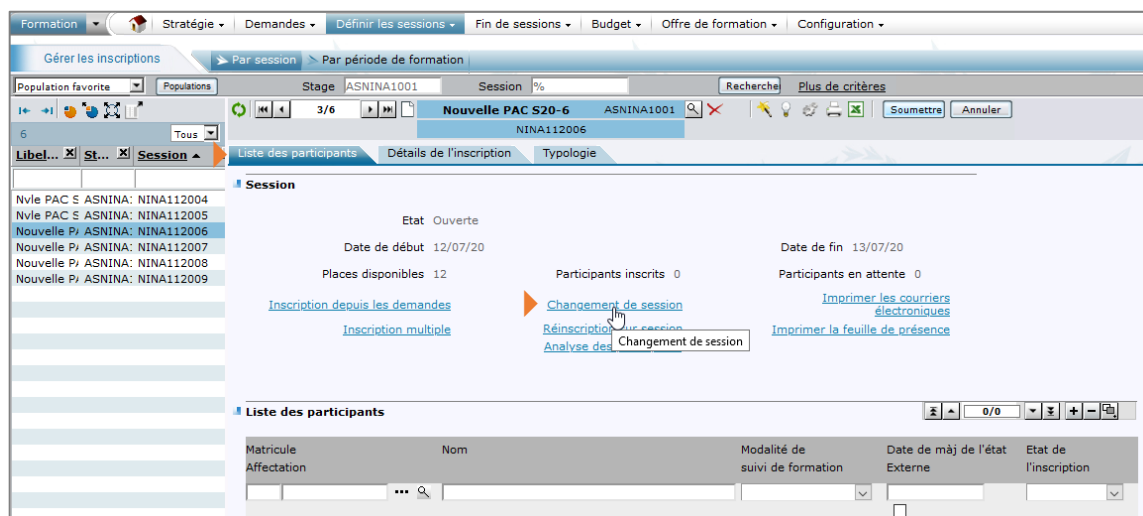 Formation Stratégie Demandes Définir les sessions Fin de sessions Budget Offre de formation Configuration
Gérer les inscriptions Par session Par période de formation
Population favorite Populations Stage ASNINA1001 Session % Recherche Plus de critères
3/6 Nouvelle PAC S20-6 ASNINA1001 Soumettre Annuler
NINA112006
6 Tous
Libel... St... Session
Liste des participants Détails de l'inscription Typologie
Session
Nvle PAC S ASNINA: NINA112004
Nvle PAC S ASNINA: NINA112005
Nouvelle P/ ASNINA: NINA112006
Nouvelle P/ ASNINA: NINA112007
Nouvelle P/ ASNINA: NINA112008
Nouvelle P/ ASNINA: NINA112009
Etat Ouverte
Date de début 12/07/20 Date de fin 13/07/20
Places disponibles 12 Participants inscrits 0 Participants en attente 0
Inscription depuis les demandes Changement de session Imprimer les courriers
électroniques
Inscription multiple Réinscription sur session Imprimer la feuille de présence
Changement de session
Analyse des
Liste des participants 0/0
Matricule Nom Modalité de Date de màj de l'état Etat de
Affectation suivi de formation Externe l'inscription